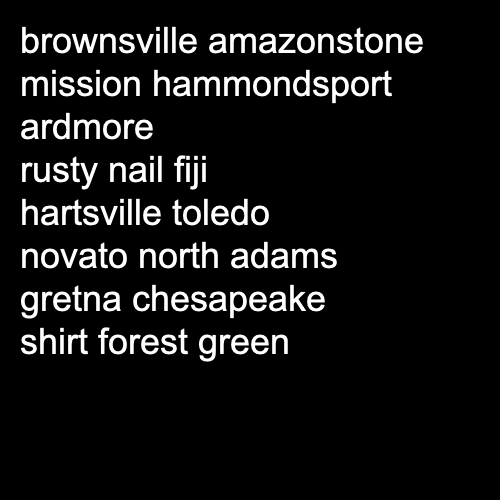 brownsville amazonstone
mission hammondsport
ardmore
rusty nail fiji
hartsville toledo
novato north adams
gretna chesapeake
shirt forest green